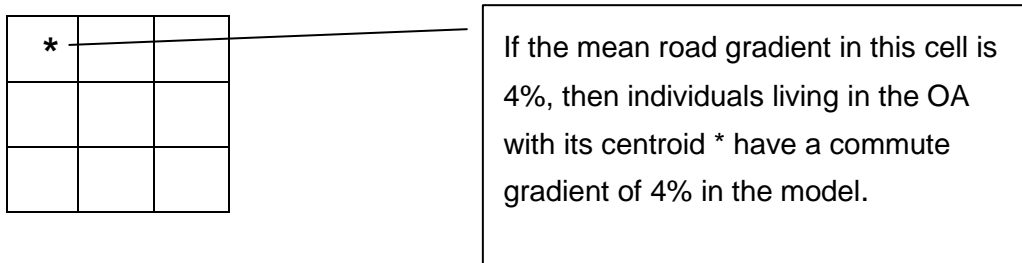 *
If the mean road gradient in this cell is
4%, then individuals living in the OA
with its centroid * have a commute
gradient of 4% in the model.